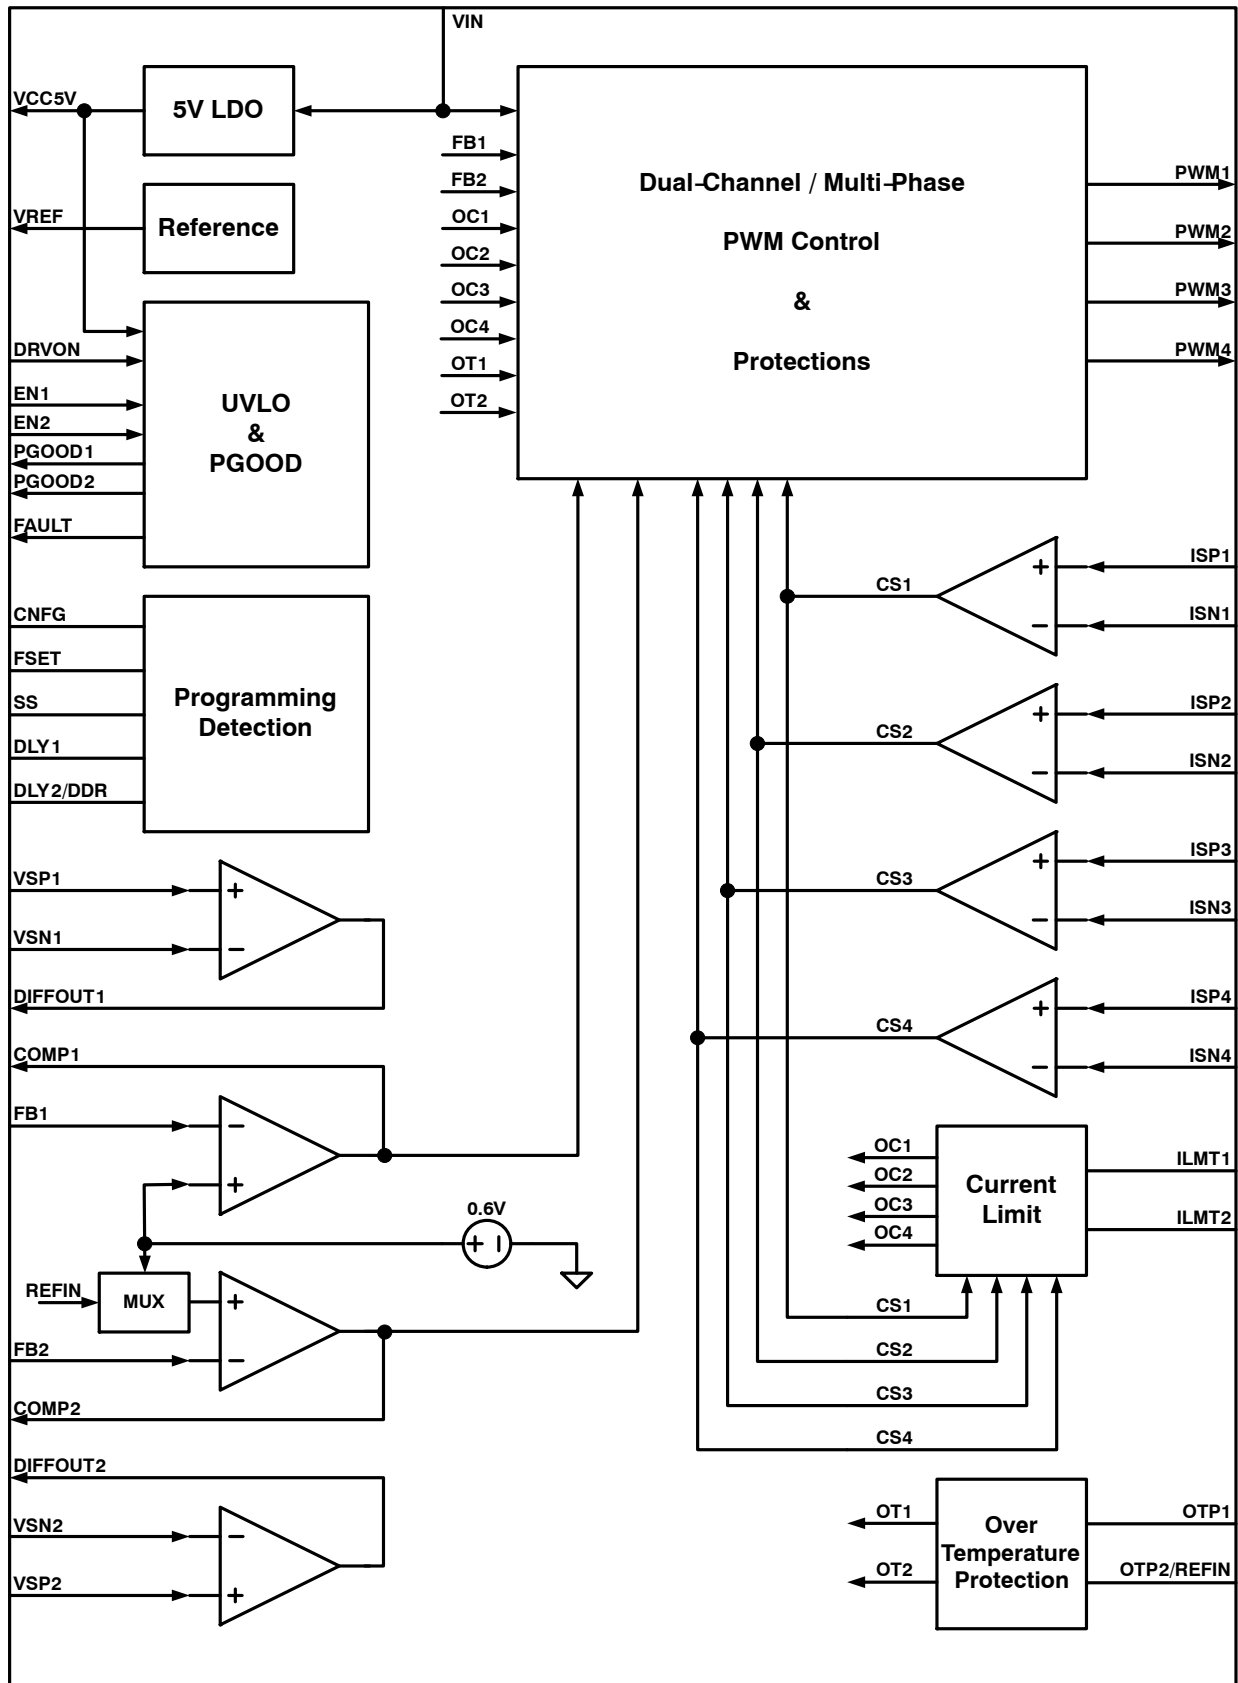 VIN
VCC5V
5V LDO
VREF
Reference
DRVON
EN1
EN2
PGOOD1
PGOOD2
FAULT
UVLO
&
PGOOD
FB1
FB2
OC1
OC2
OC3
OC4
OT1
OT2
Dual-Channel / Multi-Phase
PWM Control
&
Protections
PWM1
PWM2
PWM3
PWM4
CNFG
FSET
SS
DLY1
DLY2/DDR
Programming
Detection
CS1
+
−
ISP1
ISN1
CS2
+
−
ISP2
ISN2
CS3
+
−
ISP3
ISN3
CS4
+
−
ISP4
ISN4
VSP1
+
VSN1
−
DIFFOUT1
COMP1
FB1
−
+
0.6V
+ −
REFIN
MUX
+
FB2
−
COMP2
DIFFOUT2
VSN2
−
VSP2
+
OC1
OC2
OC3
OC4
Current
Limit
ILMT1
ILMT2
CS1
CS2
CS3
CS4
OT1
OT2
Over
Temperature
Protection
OTP1
OTP2/REFIN